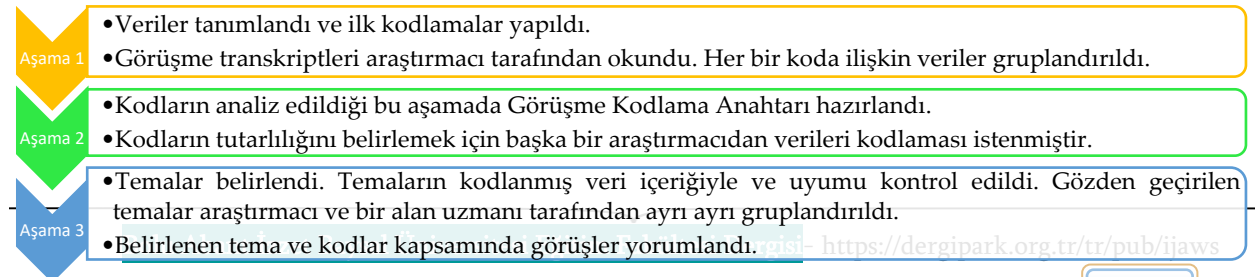 Aşama 1
•Veriler tanımlandı ve ilk kodlamalar yapıldı.
•Görüşme transkriptleri araştırmacı tarafından okundu. Her bir koda ilişkin veriler gruplandırıldı.
Aşama 2
•Kodların analiz edildiği bu aşamada Görüşme Kodlama Anahtarı hazırlandı.
•Kodların tutarlılığını belirlemek için başka bir araştırmacıdan verileri kodlaması istenmiştir.
Aşama 3
•Temalar belirlendi. Temaların kodlanmış veri içeriğiyle ve uyumu kontrol edildi. Gözden geçirilen
temalar araştırmacı ve bir alan uzmanı tarafından ayrı ayrı gruplandırıldı.
•Belirlenen tema ve kodlar kapsamında görüşler yorumlandı.
- https://dergipark.org.tr/tr/pub/ijaws